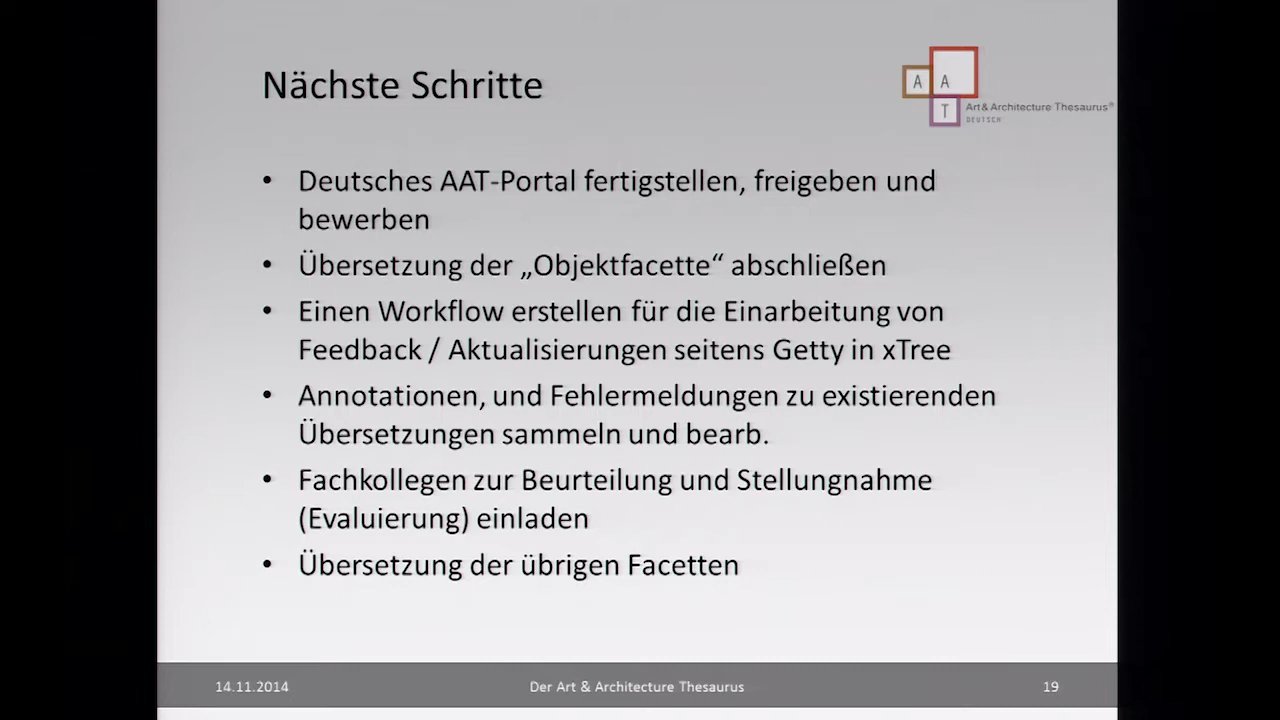 Nächste Schritte
A A
T
Art & Architecture Thesaurus®
DEUTSCH
• Deutsches AAT-Portal fertigstellen, freigeben und
bewerben
• Übersetzung der „Objektfacette“ abschließen
• Einen Workflow erstellen für die Einarbeitung von
Feedback / Aktualisierungen seitens Getty in xTree
• Annotationen, und Fehlermeldungen zu existierenden
Übersetzungen sammeln und bearb.
• Fachkollegen zur Beurteilung und Stellungnahme
(Evaluierung) einladen
• Übersetzung der übrigen Facetten
14.11.2014 Der Art & Architecture Thesaurus 19